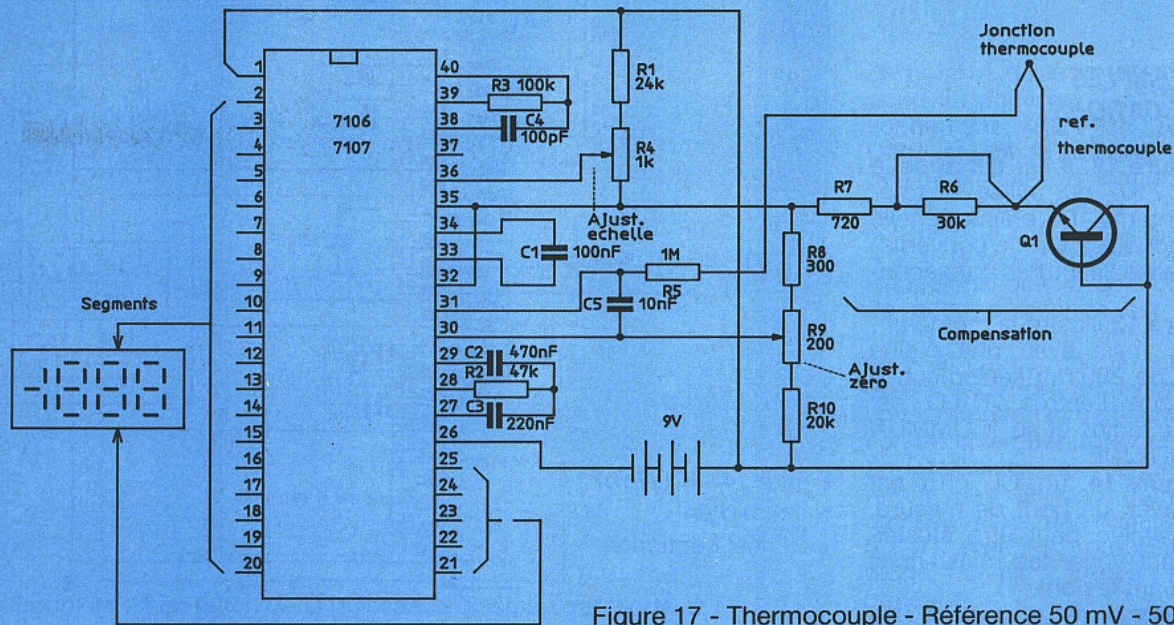 Jonction
thermocouple
ref.
thermocouple
1
2
3
4
5
6
7
8
9
10
11
12
13
14
15
16
17
18
19
20
7106
7107
40
39
38
37
36
35
34
33
32
31
30
29
28
27
26
25
24
23
22
21
R3 100k
C4
100pF
R1
24k
R4
1k
Ajust.
echelle
C1 100nF
1M
R5
C5 10nF
C2 470nF
R2 47k
C3 220nF
R7
720
R6
30k
Q1
R8
300
R9
200
Ajust.
zéro
R10
20k
Compensation
9V
Segments
-1888
Figure 17 - Thermocouple - Référence 50 mV - 50